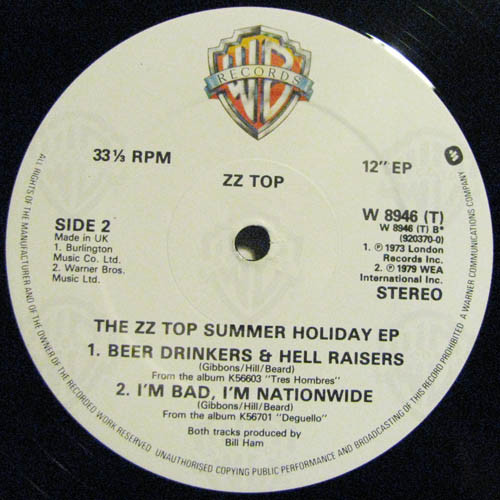 WB
RECORDS
33⅓ RPM
12" EP
ZZ TOP
SIDE 2
Made in UK
1. Burlington
Music Co. Ltd.
2. Warner Bros.
Music Ltd.
W 8946 (T)
W 8946 (T) B*
(920370-0)
1. ℗ 1973 London
Records Inc.
2. ℗ 1979 WEA
International Inc.
STEREO
THE ZZ TOP SUMMER HOLIDAY EP
1. BEER DRINKERS & HELL RAISERS
(Gibbons/Hill/Beard)
From the album K56603 "Tres Hombres"
2. I'M BAD, I'M NATIONWIDE
(Gibbons/Hill/Beard)
From the album K56701 "Deguello"
Both tracks produced by
Bill Ham
ALL RIGHTS OF THE MANUFACTURER AND OF THE OWNER OF THE RECORDED WORK RESERVED UNAUTHORISED COPYING PUBLIC PERFORMANCE AND BROADCASTING OF THIS RECORD PROHIBITED A WARNER COMMUNICATIONS COMPANY.